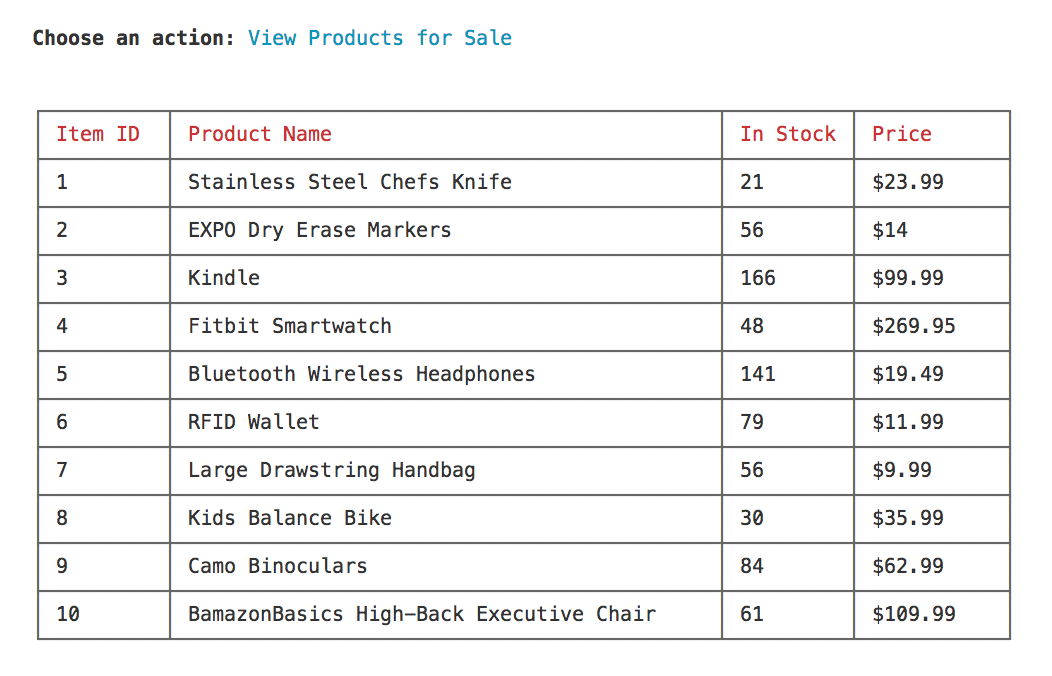 Choose an action: View Products for Sale
Item ID Product Name In Stock Price
1 Stainless Steel Chefs Knife 21 $23.99
2 EXPO Dry Erase Markers 56 $14
3 Kindle 166 $99.99
4 Fitbit Smartwatch 48 $269.95
5 Bluetooth Wireless Headphones 141 $19.49
6 RFID Wallet 79 $11.99
7 Large Drawstring Handbag 56 $9.99
8 Kids Balance Bike 30 $35.99
9 Camo Binoculars 84 $62.99
10 BamazonBasics High-Back Executive Chair 61 $109.99